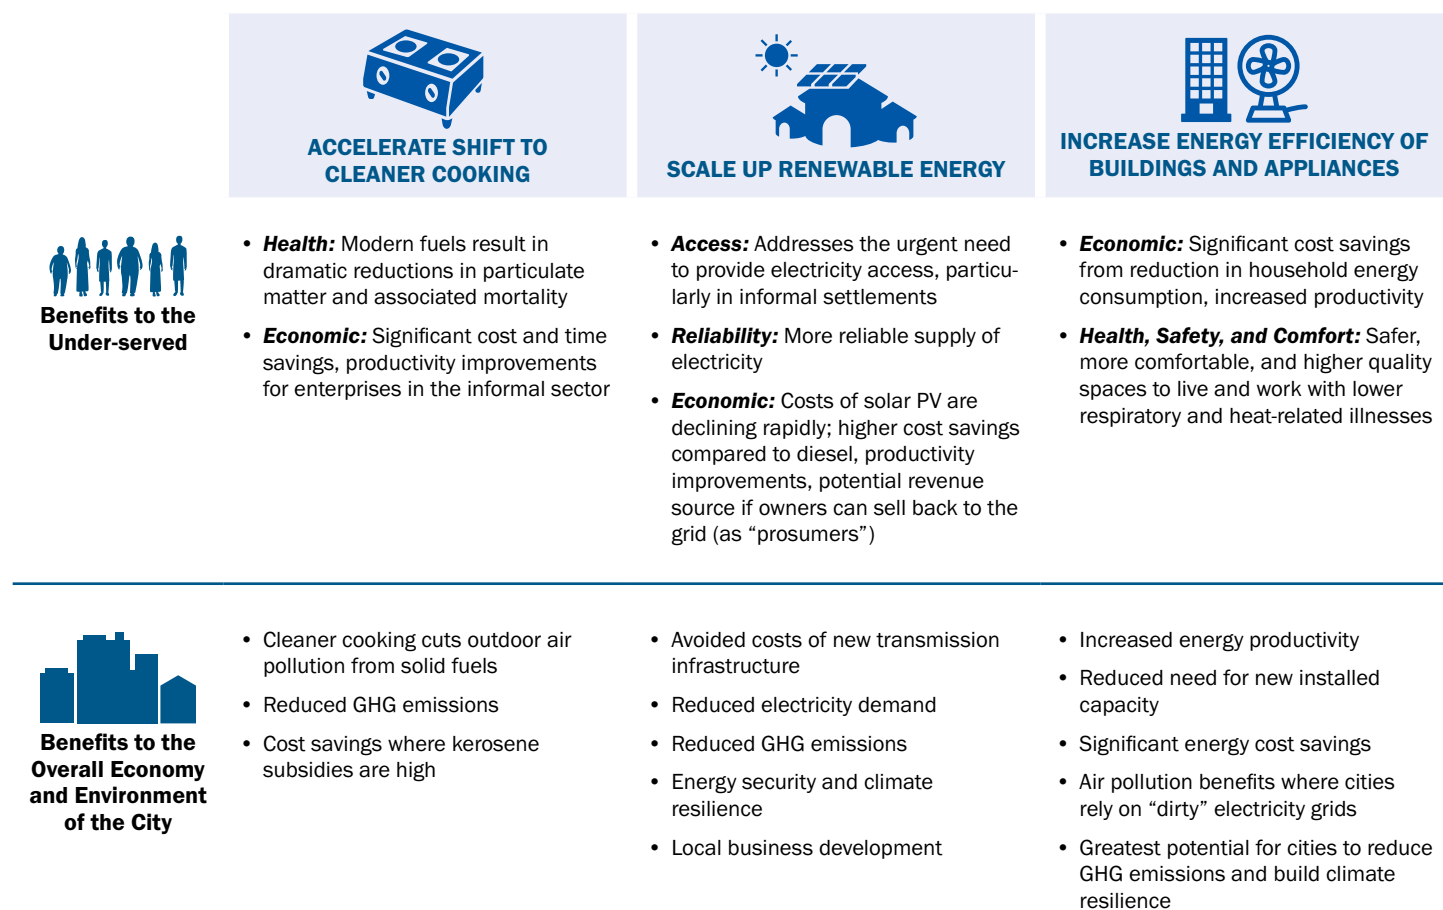 ACCELERATE SHIFT TO
CLEANER COOKING
SCALE UP RENEWABLE ENERGY
INCREASE ENERGY EFFICIENCY OF
BUILDINGS AND APPLIANCES
Benefits to the
Under-served
• Health: Modern fuels result in
dramatic reductions in particulate
matter and associated mortality
• Economic: Significant cost and time
savings, productivity improvements
for enterprises in the informal sector
• Access: Addresses the urgent need
to provide electricity access, particu-
larly in informal settlements
• Reliability: More reliable supply of
electricity
• Economic: Costs of solar PV are
declining rapidly; higher cost savings
compared to diesel, productivity
improvements, potential revenue
source if owners can sell back to the
grid (as “prosumers”)
• Economic: Significant cost savings
from reduction in household energy
consumption, increased productivity
• Health, Safety, and Comfort: Safer,
more comfortable, and higher quality
spaces to live and work with lower
respiratory and heat-related illnesses
Benefits to the
Overall Economy
and Environment
of the City
• Cleaner cooking cuts outdoor air
pollution from solid fuels
• Reduced GHG emissions
• Cost savings where kerosene
subsidies are high
• Avoided costs of new transmission
infrastructure
• Reduced electricity demand
• Reduced GHG emissions
• Energy security and climate
resilience
• Local business development
• Increased energy productivity
• Reduced need for new installed
capacity
• Significant energy cost savings
• Air pollution benefits where cities
rely on “dirty” electricity grids
• Greatest potential for cities to reduce
GHG emissions and build climate
resilience